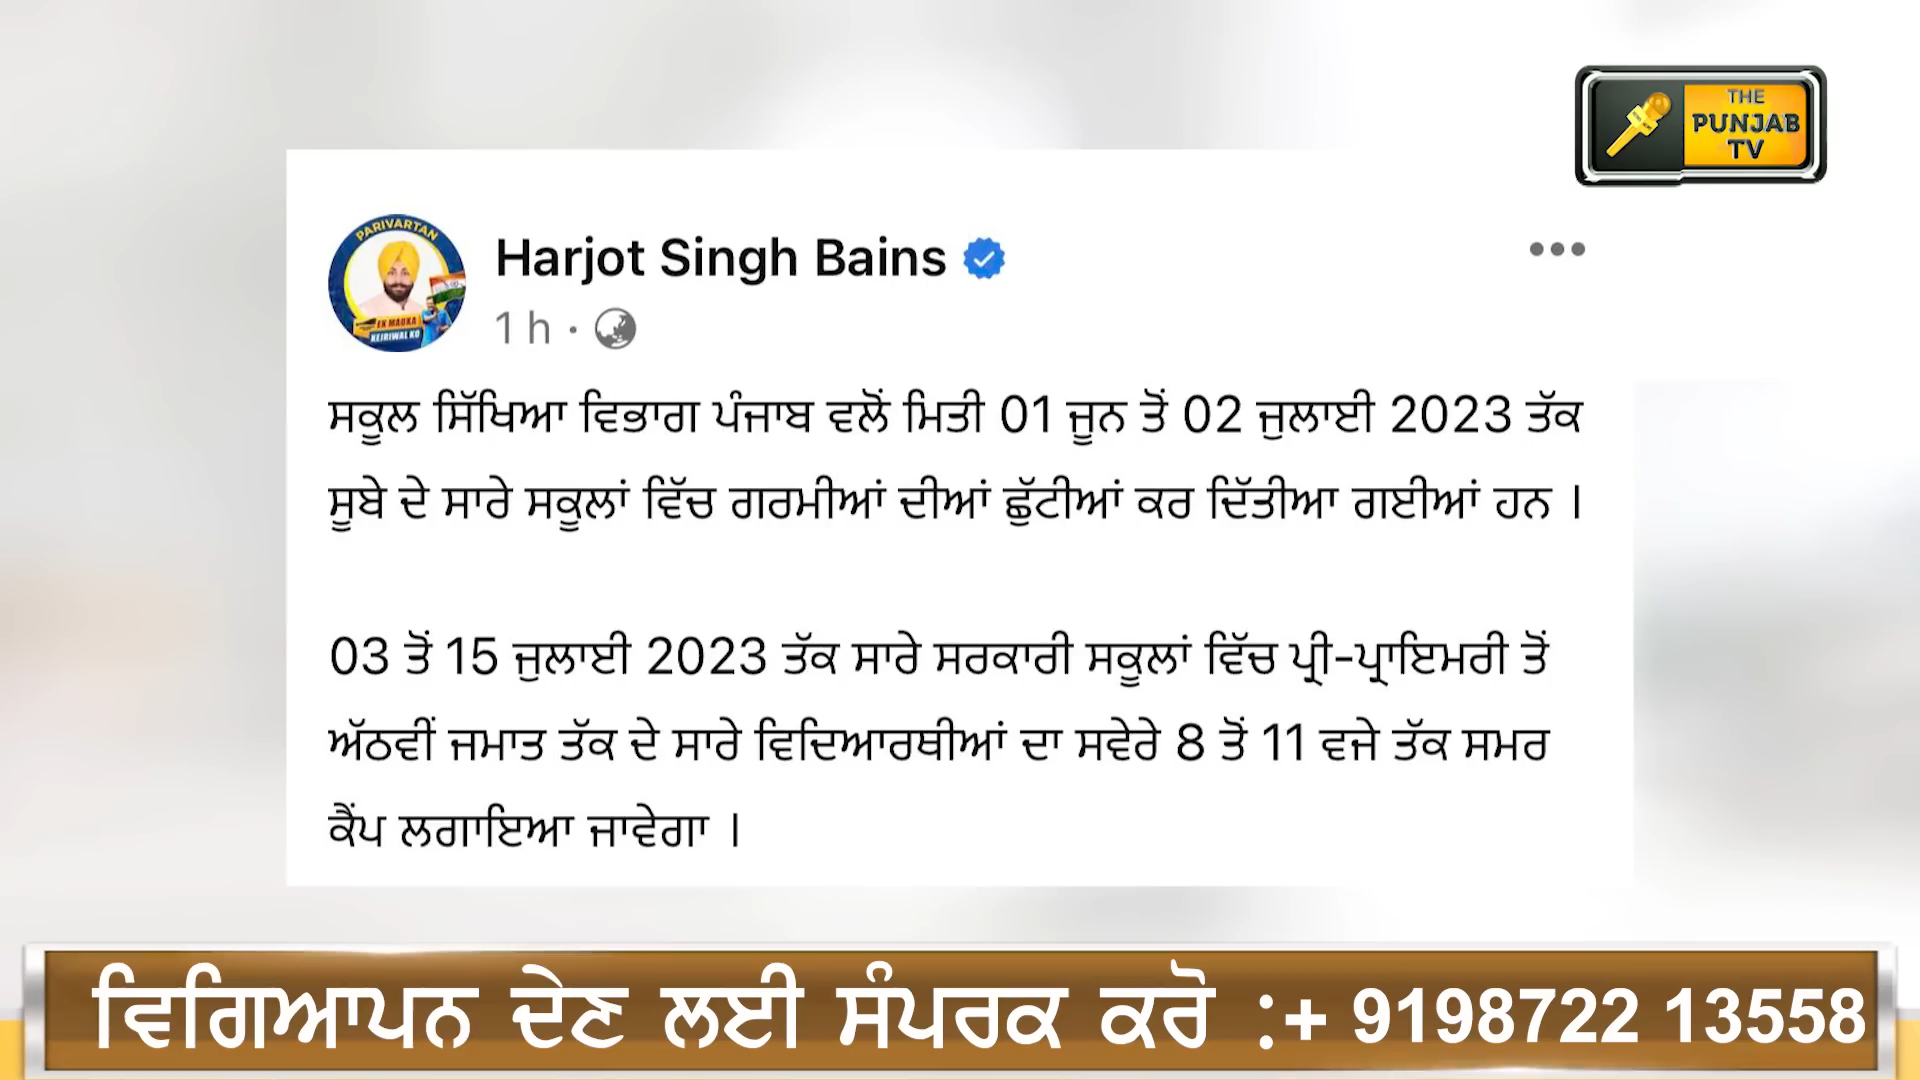 THE
PUNJAB
TV
PARIVARTAN
EK MAUKA
KEJRIWAL KO
Harjot Singh Bains
1 h ·
ਸਕੂਲ ਸਿੱਖਿਆ ਵਿਭਾਗ ਪੰਜਾਬ ਵਲੋਂ ਮਿਤੀ 01 ਜੂਨ ਤੋਂ 02 ਜੁਲਾਈ 2023 ਤੱਕ
ਸੂਬੇ ਦੇ ਸਾਰੇ ਸਕੂਲਾਂ ਵਿੱਚ ਗਰਮੀਆਂ ਦੀਆਂ ਛੁੱਟੀਆਂ ਕਰ ਦਿੱਤੀਆ ਗਈਆਂ ਹਨ ।
03 ਤੋਂ 15 ਜੁਲਾਈ 2023 ਤੱਕ ਸਾਰੇ ਸਰਕਾਰੀ ਸਕੂਲਾਂ ਵਿੱਚ ਪ੍ਰੀ-ਪ੍ਰਾਇਮਰੀ ਤੋਂ
ਅੱਠਵੀਂ ਜਮਾਤ ਤੱਕ ਦੇ ਸਾਰੇ ਵਿਦਿਆਰਥੀਆਂ ਦਾ ਸਵੇਰੇ 8 ਤੋਂ 11 ਵਜੇ ਤੱਕ ਸਮਰ
ਕੈਂਪ ਲਗਾਇਆ ਜਾਵੇਗਾ ।
ਵਿਗਿਆਪਨ ਦੇਣ ਲਈ ਸੰਪਰਕ ਕਰੋ :+ 9198722 13558